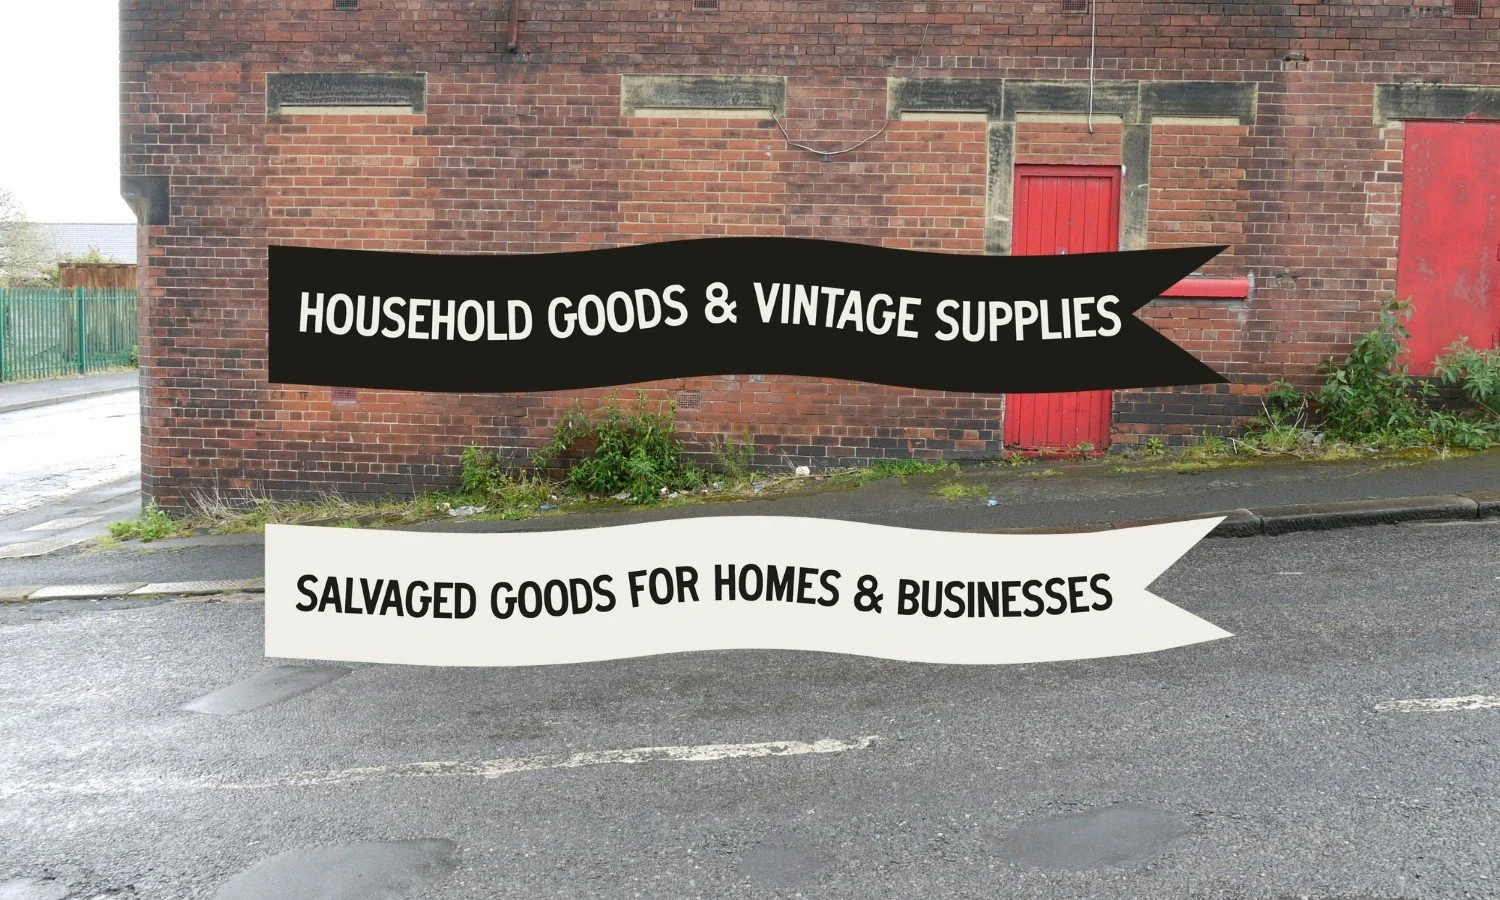 HOUSEHOLD GOODS & VINTAGE SUPPLIES
SALVAGED GOODS FOR HOMES & BUSINESSES